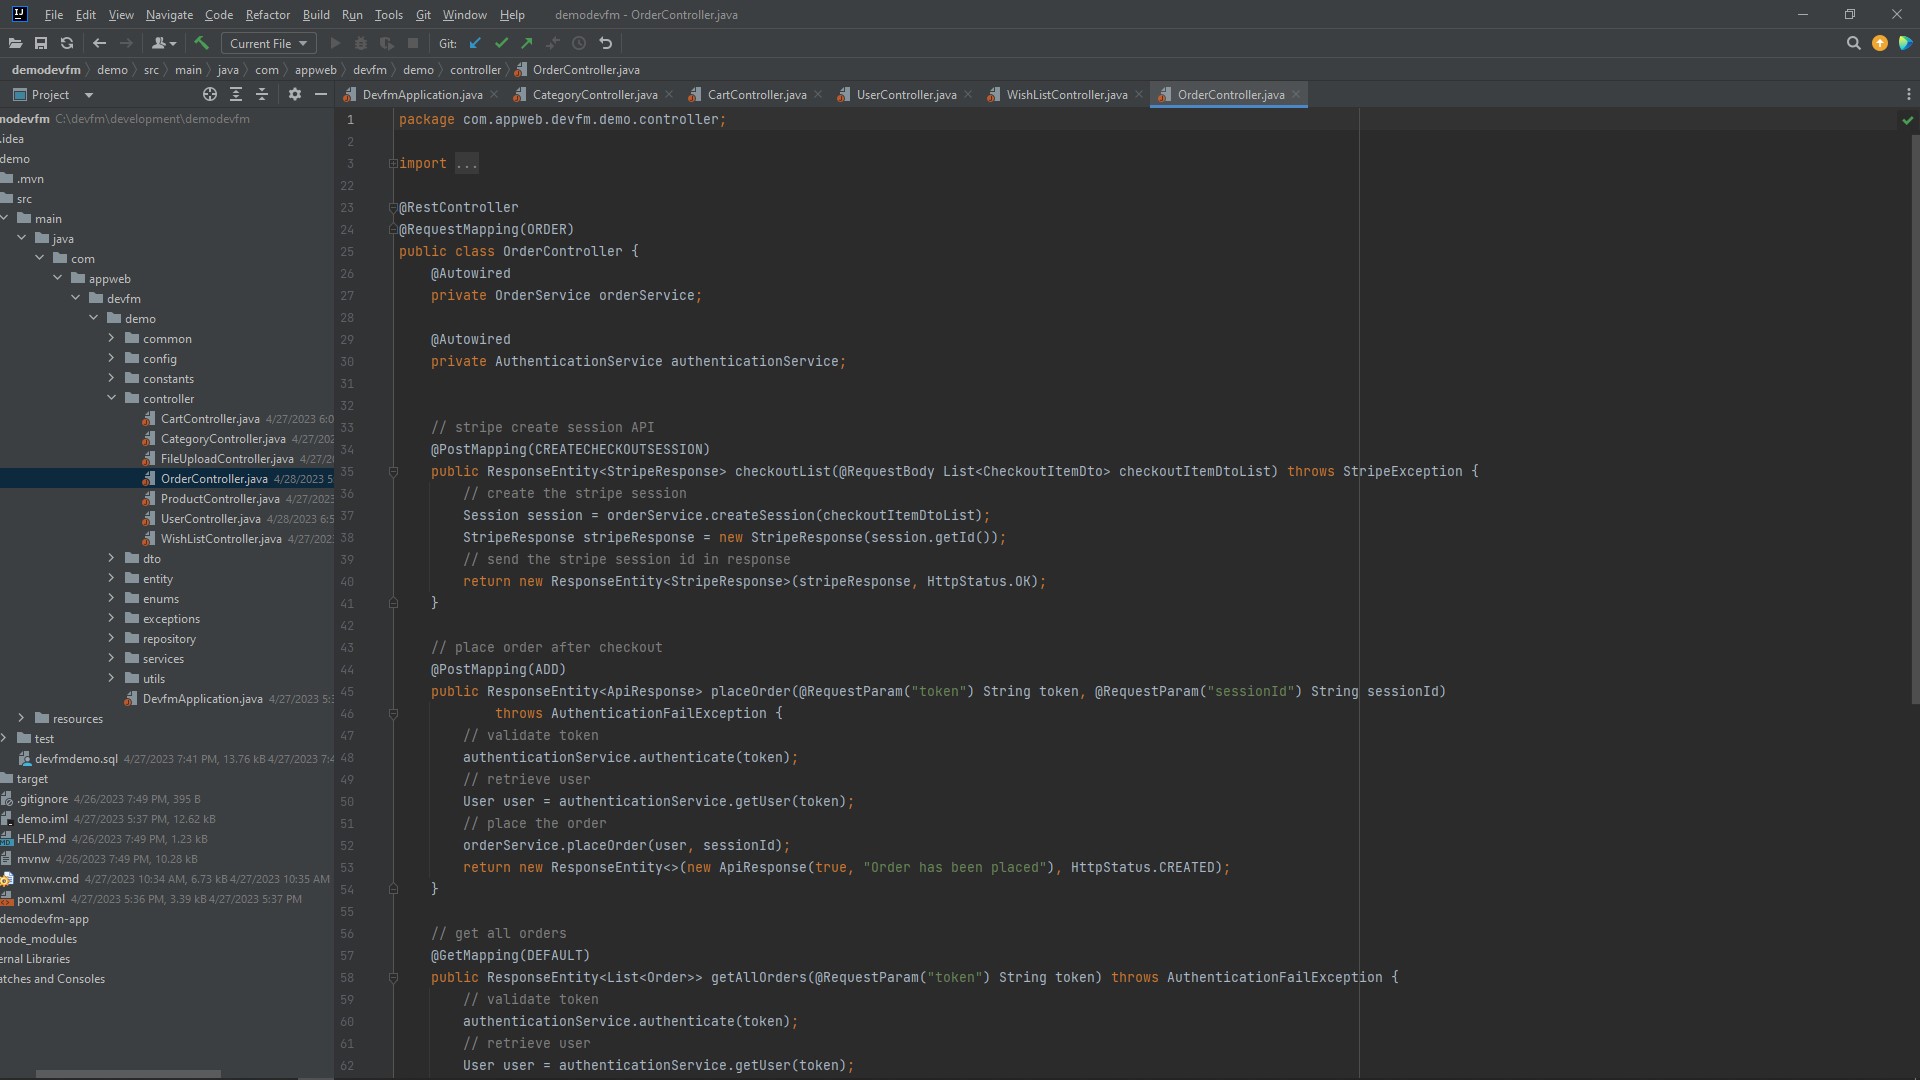 File Edit View Navigate Code Refactor Build Run Tools Git Window Help demodevfm - OrderController.java
Current File Git:
demodevfm demo src main java com appweb devfm demo controller OrderController.java
Project DevfmApplication.java CategoryController.java CartController.java UserController.java WishListController.java OrderController.java
nodevfm C:\devfm\development\demodevfm
.idea
demo
.mvn
src
main
java
com
appweb
devfm
demo
common
config
constants
controller
CartController.java 4/27/2023 6:0
CategoryController.java 4/27/202
FileUploadController.java 4/27/2
OrderController.java 4/28/2023 5
ProductController.java 4/27/2023
UserController.java 4/28/2023 6:5
WishListController.java 4/27/202
dto
entity
enums
exceptions
repository
services
utils
DevfmApplication.java 4/27/2023 5:3
resources
test
devfmdemo.sql 4/27/2023 7:41 PM, 13.76 kB 4/27/2023 7:4
target
.gitignore 4/26/2023 7:49 PM, 395 B
demo.iml 4/27/2023 5:37 PM, 12.62 kB
HELP.md 4/26/2023 7:49 PM, 1.23 kB
mvnw 4/26/2023 7:49 PM, 10.28 kB
mvnw.cmd 4/27/2023 10:34 AM, 6.73 kB 4/27/2023 10:35 AM
pom.xml 4/27/2023 5:36 PM, 3.39 kB 4/27/2023 5:37 PM
demodevfm-app
node_modules
ernal Libraries
atches and Consoles
1 package com.appweb.devfm.demo.controller;
2
3 import ...
22
23 @RestController
24 @RequestMapping(ORDER)
25 public class OrderController {
26 @Autowired
27 private OrderService orderService;
28
29 @Autowired
30 private AuthenticationService authenticationService;
31
32
33 // stripe create session API
34 @PostMapping(CREATECHECKOUTSESSION)
35 public ResponseEntity<StripeResponse> checkoutList(@RequestBody List<CheckoutItemDto> checkoutItemDtoList) throws StripeException {
36 // create the stripe session
37 Session session = orderService.createSession(checkoutItemDtoList);
38 StripeResponse stripeResponse = new StripeResponse(session.getId());
39 // send the stripe session id in response
40 return new ResponseEntity<StripeResponse>(stripeResponse, HttpStatus.OK);
41 }
42
43 // place order after checkout
44 @PostMapping(ADD)
45 public ResponseEntity<ApiResponse> placeOrder(@RequestParam("token") String token, @RequestParam("sessionId") String sessionId)
46 throws AuthenticationFailException {
47 // validate token
48 authenticationService.authenticate(token);
49 // retrieve user
50 User user = authenticationService.getUser(token);
51 // place the order
52 orderService.placeOrder(user, sessionId);
53 return new ResponseEntity<>(new ApiResponse(true, "Order has been placed"), HttpStatus.CREATED);
54 }
55
56 // get all orders
57 @GetMapping(DEFAULT)
58 public ResponseEntity<List<Order>> getAllOrders(@RequestParam("token") String token) throws AuthenticationFailException {
59 // validate token
60 authenticationService.authenticate(token);
61 // retrieve user
62 User user = authenticationService.getUser(token);